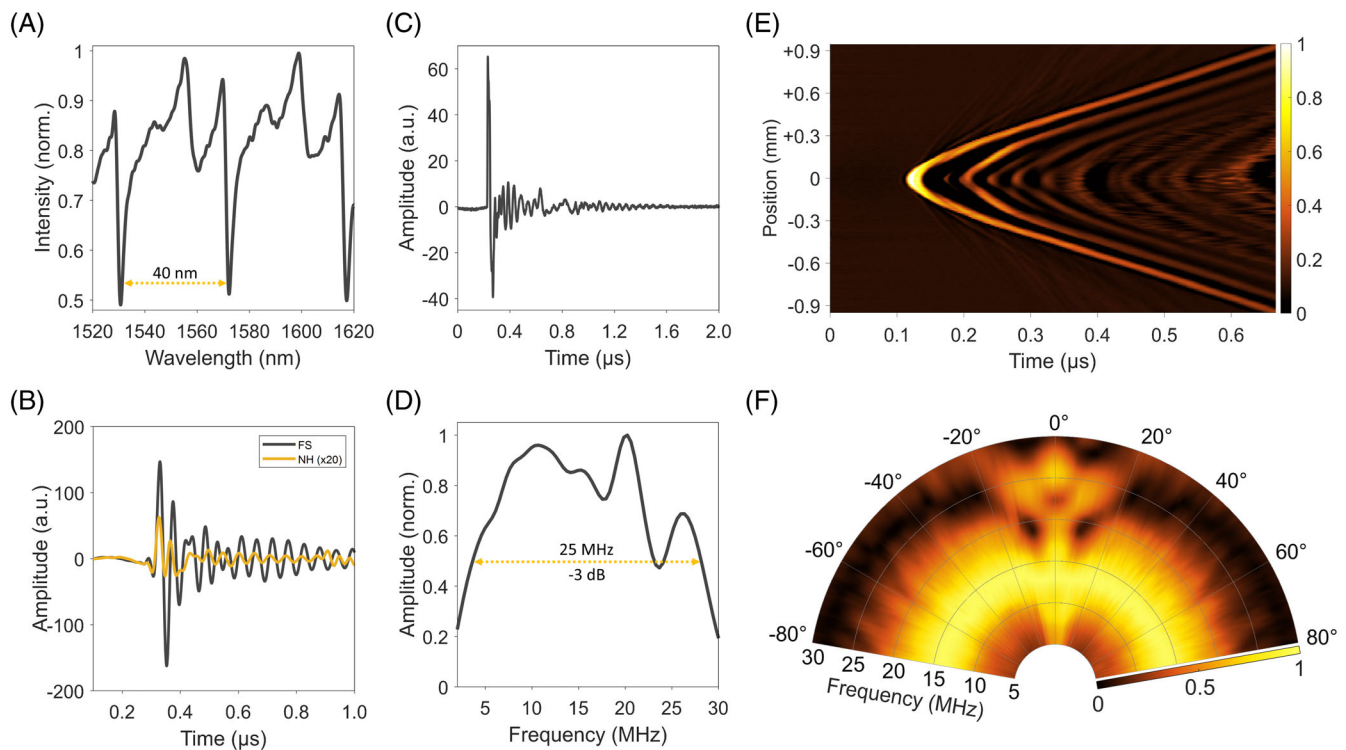 (A)
Intensity (norm.)
1
0.9
0.8
0.7
0.6
0.5
40 nm
1520 1540 1560 1580 1600 1620
Wavelength (nm)
(C)
Amplitude (a.u.)
60
40
20
0
-20
-40
0 0.4 0.8 1.2 1.6 2.0
Time (µs)
(E)
Position (mm)
+0.9
+0.6
+0.3
0
-0.3
-0.6
-0.9
0 0.1 0.2 0.3 0.4 0.5 0.6
Time (µs)
1
0.8
0.6
0.4
0.2
0
(B)
Amplitude (a.u.)
200
100
0
-100
-200
FS
NH (x20)
0.2 0.4 0.6 0.8 1.0
Time (µs)
(D)
Amplitude (norm.)
1
0.8
0.6
0.4
0.2
25 MHz
-3 dB
5 10 15 20 25 30
Frequency (MHz)
(F)
0°
-20° 20°
-40° 40°
-60° 60°
-80° 80°
30 25 20 15 10 5
Frequency (MHz)
0 0.5 1